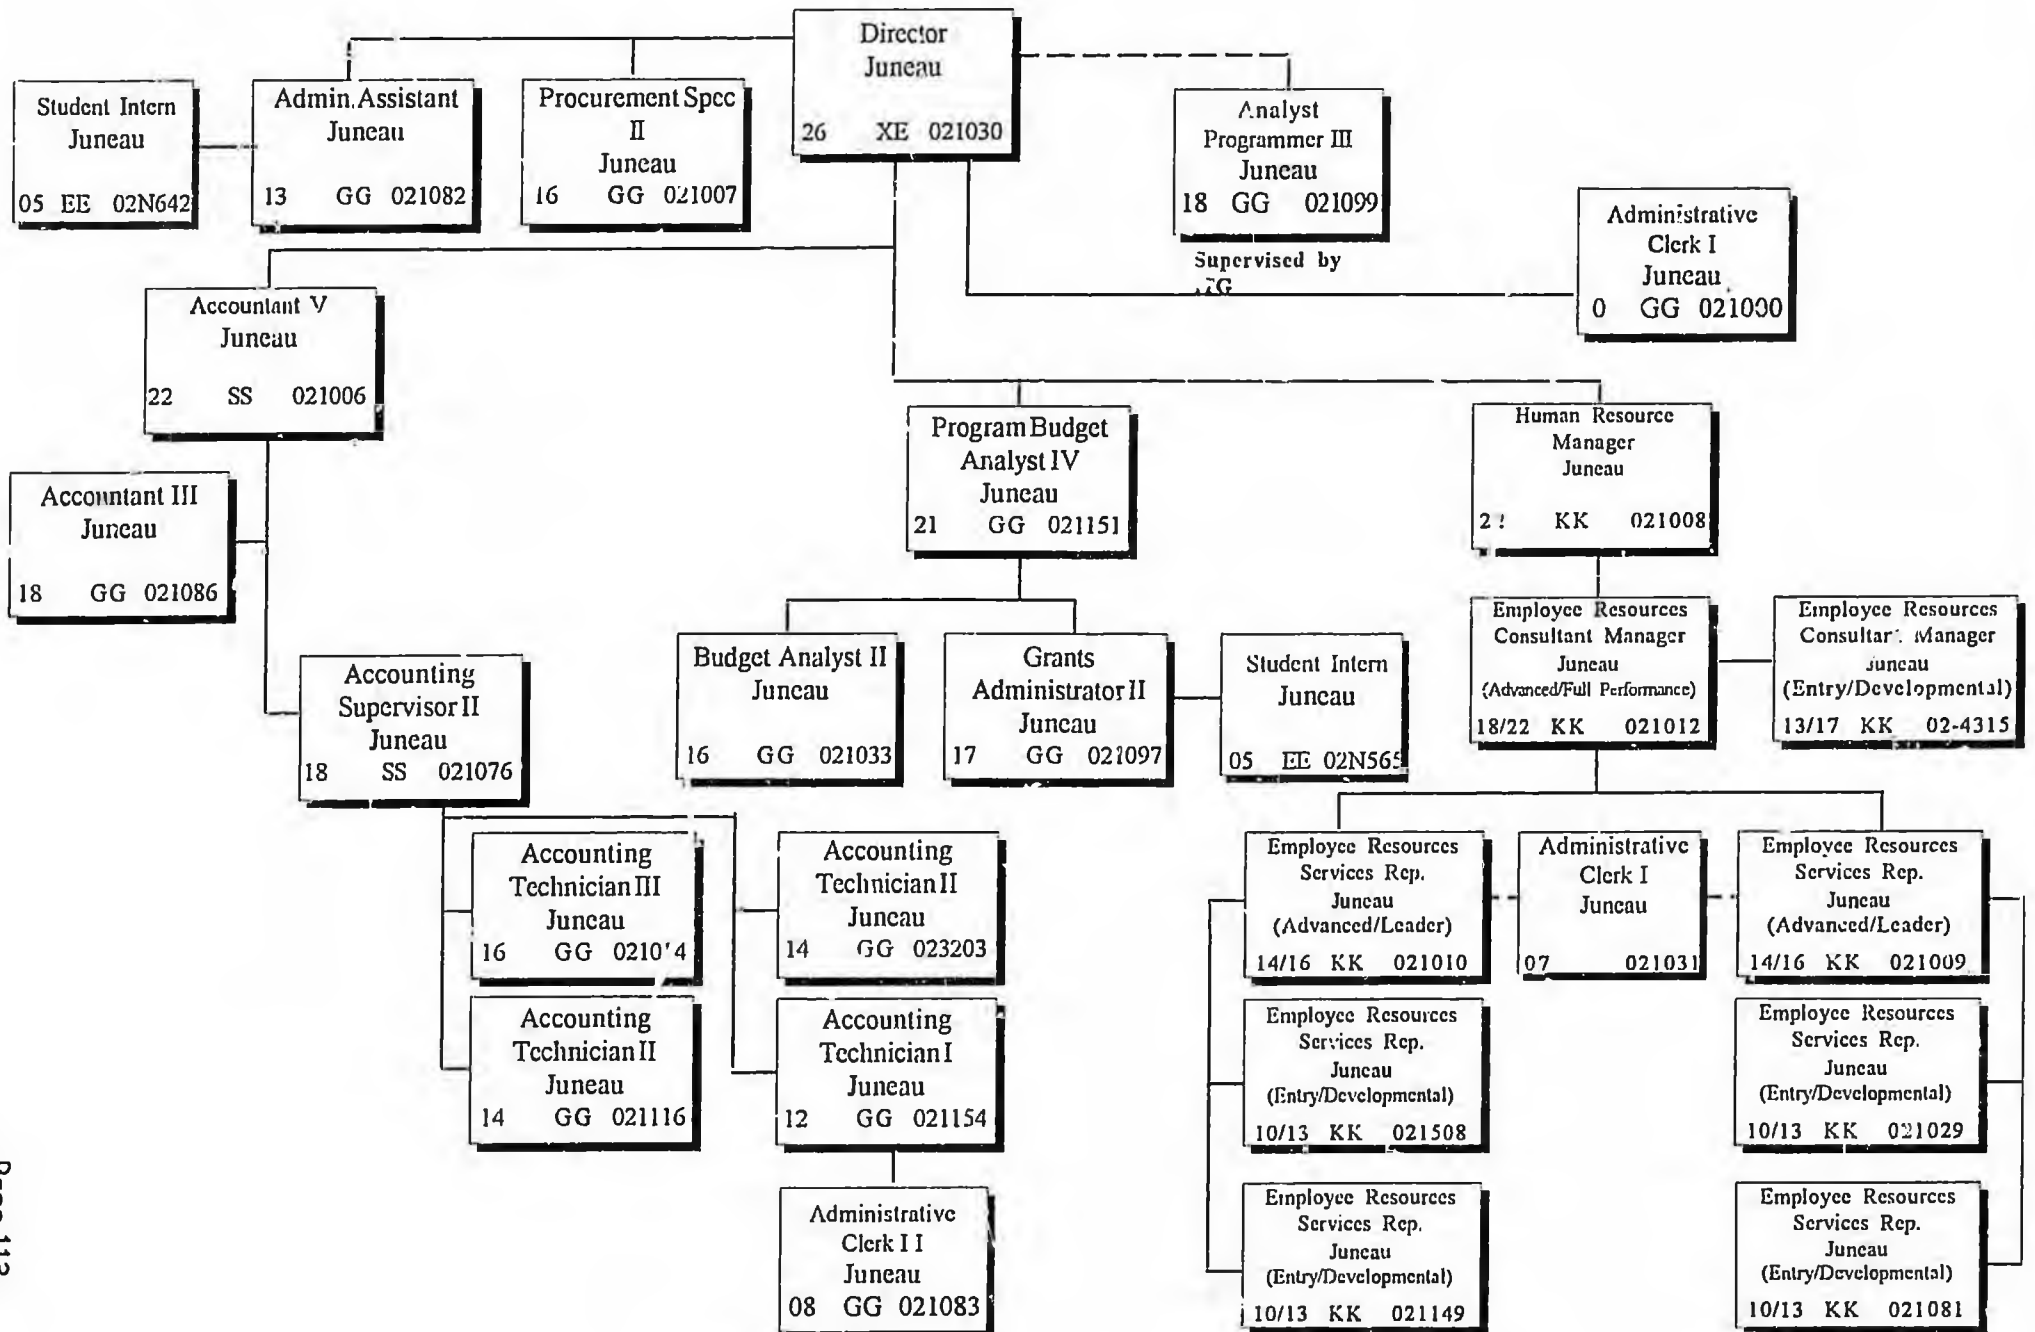 Director
Juneau
26 XE 021030
Student Intern
Juneau
05 EE 02N642
Admin. Assistant
Juneau
13 GG 021082
Procurement Spec
II
Juneau
16 GG 021007
Analyst
Programmer III
Juneau
18 GG 021099
Supervised by
Administrative
Clerk I
Juneau
0 GG
Accountant V
Juneau
22 SS 021006
Accountant III
Juneau
18 GG 021086
Program Budget
Analyst IV
Juneau
21 GG 021151
Human Resource
Manager
Juneau
KK 021008
Accounting
Supervisor II
Juneau
18 SS 021076
Budget Analyst II
Juneau
16 GG 021033
Grants
Administrator II
Juneau
17 GG 021097
Student Intern
Juneau
05 EE 02N565
Employee Resources
Consultant Manager
Juneau
(Advanced/Full Performance)
18/22 KK 021012
Employee Resources
Consultant Manager
Juneau
(Entry/Developmental)
13/17 KK 02-4315
Accounting
Technician III
Juneau
16 GG
Accounting
Technician II
Juneau
14 GG 023203
Employee Resources
Services Rep.
Juneau
(Advanced/Leader)
14/16 KK 021010
Administrative
Clerk I
Juneau
07 021031
Employee Resources
Services Rep.
Juneau
(Advanced/Leader)
14/16 KK 021009
Accounting
Technician II
Juneau
14 GG 021116
Accounting
Technician I
Juneau
12 GG 021154
Employee Resources
Services Rep.
Juneau
(Entry/Developmental)
10/13 KK 021508
Employee Resources
Services Rep.
Juneau
(Entry/Developmental)
10/13 KK 021029
Administrative
Clerk I I
Juneau
08 GG 021083
Employee Resources
Services Rep.
Juneau
(Entry/Developmental)
10/13 KK 021149
Employee Resources
Services Rep.
Juneau
(Entry/Developmental)
10/13 KK 021081